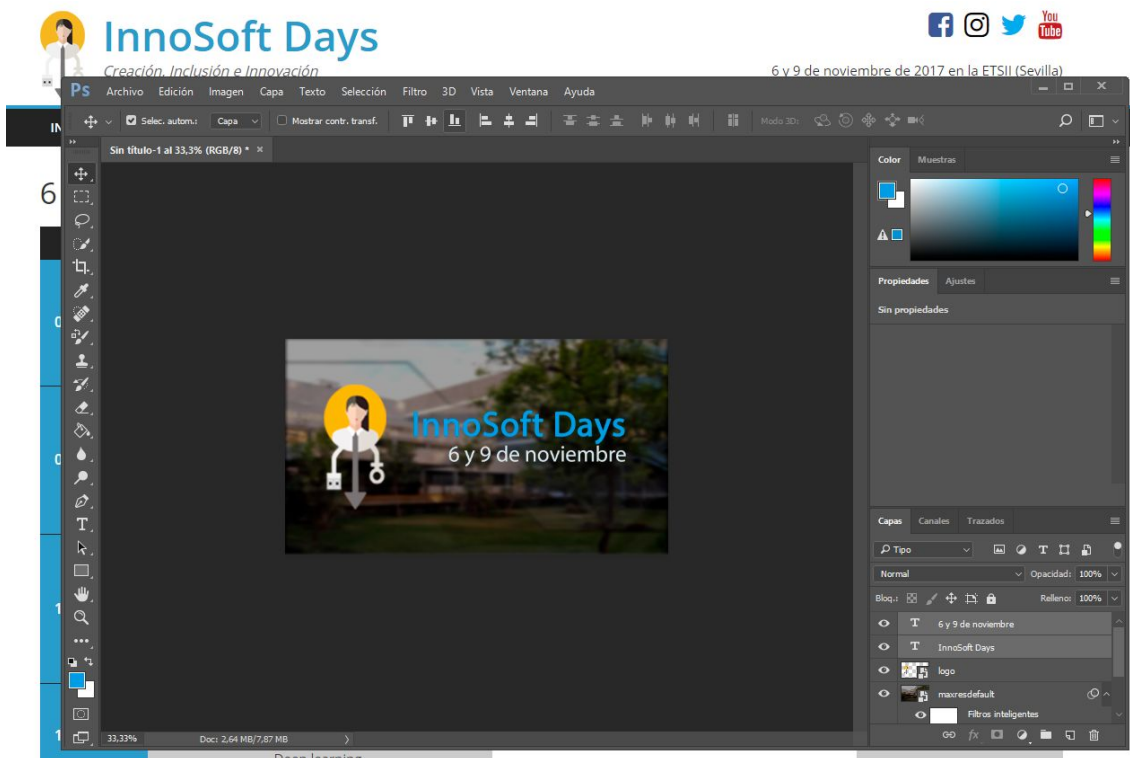 InnoSoft Days
Creación, Inclusión e Innovación
You
Tube
6 y 9 de noviembre de 2017 en la ETSII (Sevilla)
Ps Archivo Edición Imagen Capa Texto Selección Filtro 3D Vista Ventana Ayuda
Selec. autom.: Capa Mostrar contr. transf. Modo 3D:
Sin título-1 al 33,3% (RGB/8) * ×
6
Color Muestras
Propiedades Ajustes
Sin propiedades
InnoSoft Days
6 y 9 de noviembre
Capas Canales Trazados
Tipo
Normal Opacidad: 100%
Bloq.: Relleno: 100%
T 6 y 9 de noviembre
T InnoSoft Days
logo
maxresdefault
Filtros inteligentes
fx
33,33% Doc: 2,64 MB/7,87 MB